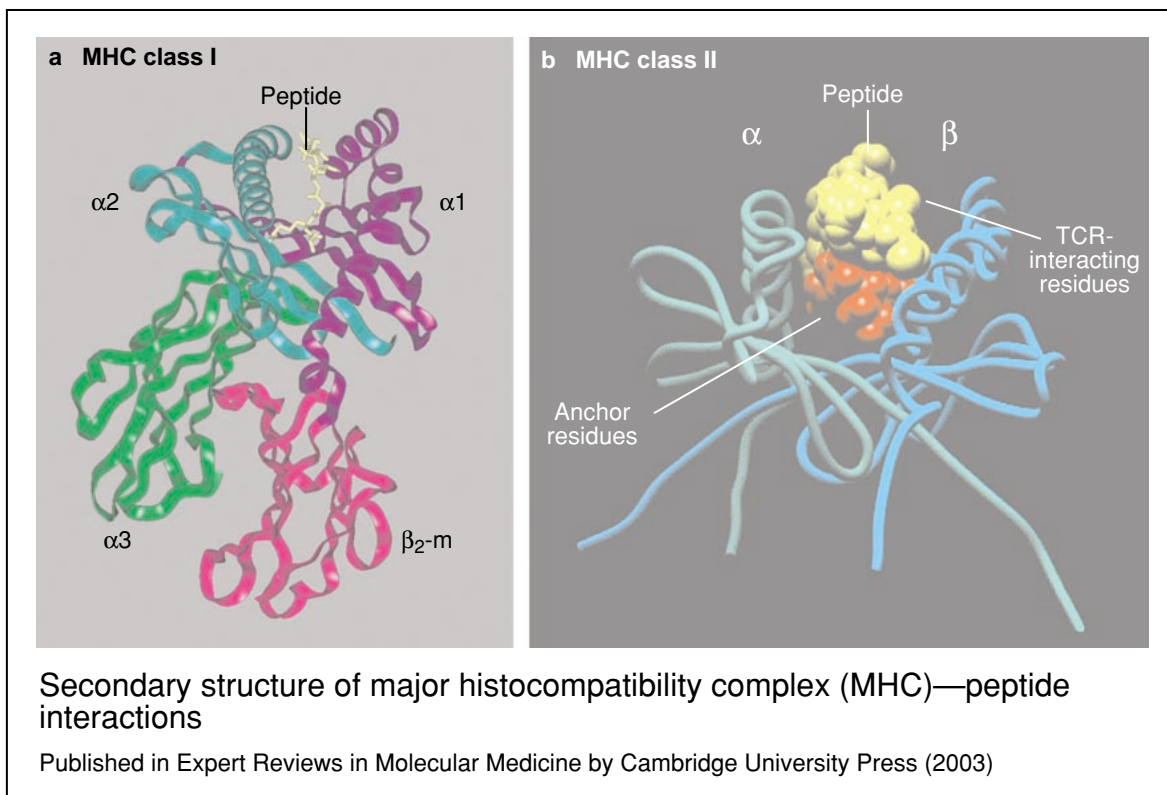 a MHC class I
Peptide
α2
α1
α3
β2-m
b MHC class II
Peptide
α
β
TCR-
interacting
residues
Anchor
residues
Secondary structure of major histocompatibility complex (MHC)—peptide
interactions
Published in Expert Reviews in Molecular Medicine by Cambridge University Press (2003)